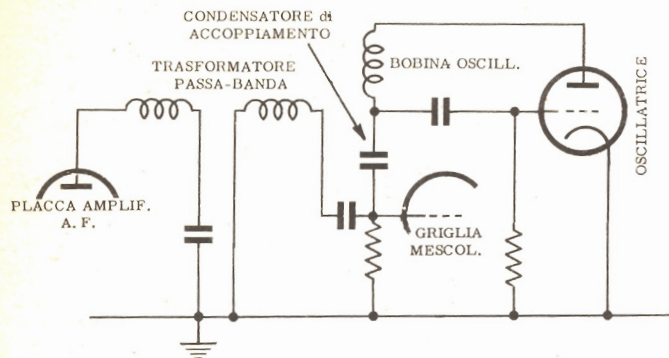 CONDENSATORE di
ACCOPPIAMENTO
TRASFORMATORE
PASSA-BANDA
BOBINA OSCILL.
OSCILLATRICE
PLACCA AMPLIF.
A. F.
GRIGLIA
MESCOL.